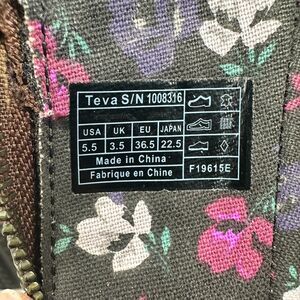 Teva S/N 1008316
USA UK EU JAPAN
5.5 3.5 36.5 22.5
Made in China
Fabrique en Chine
F19615E